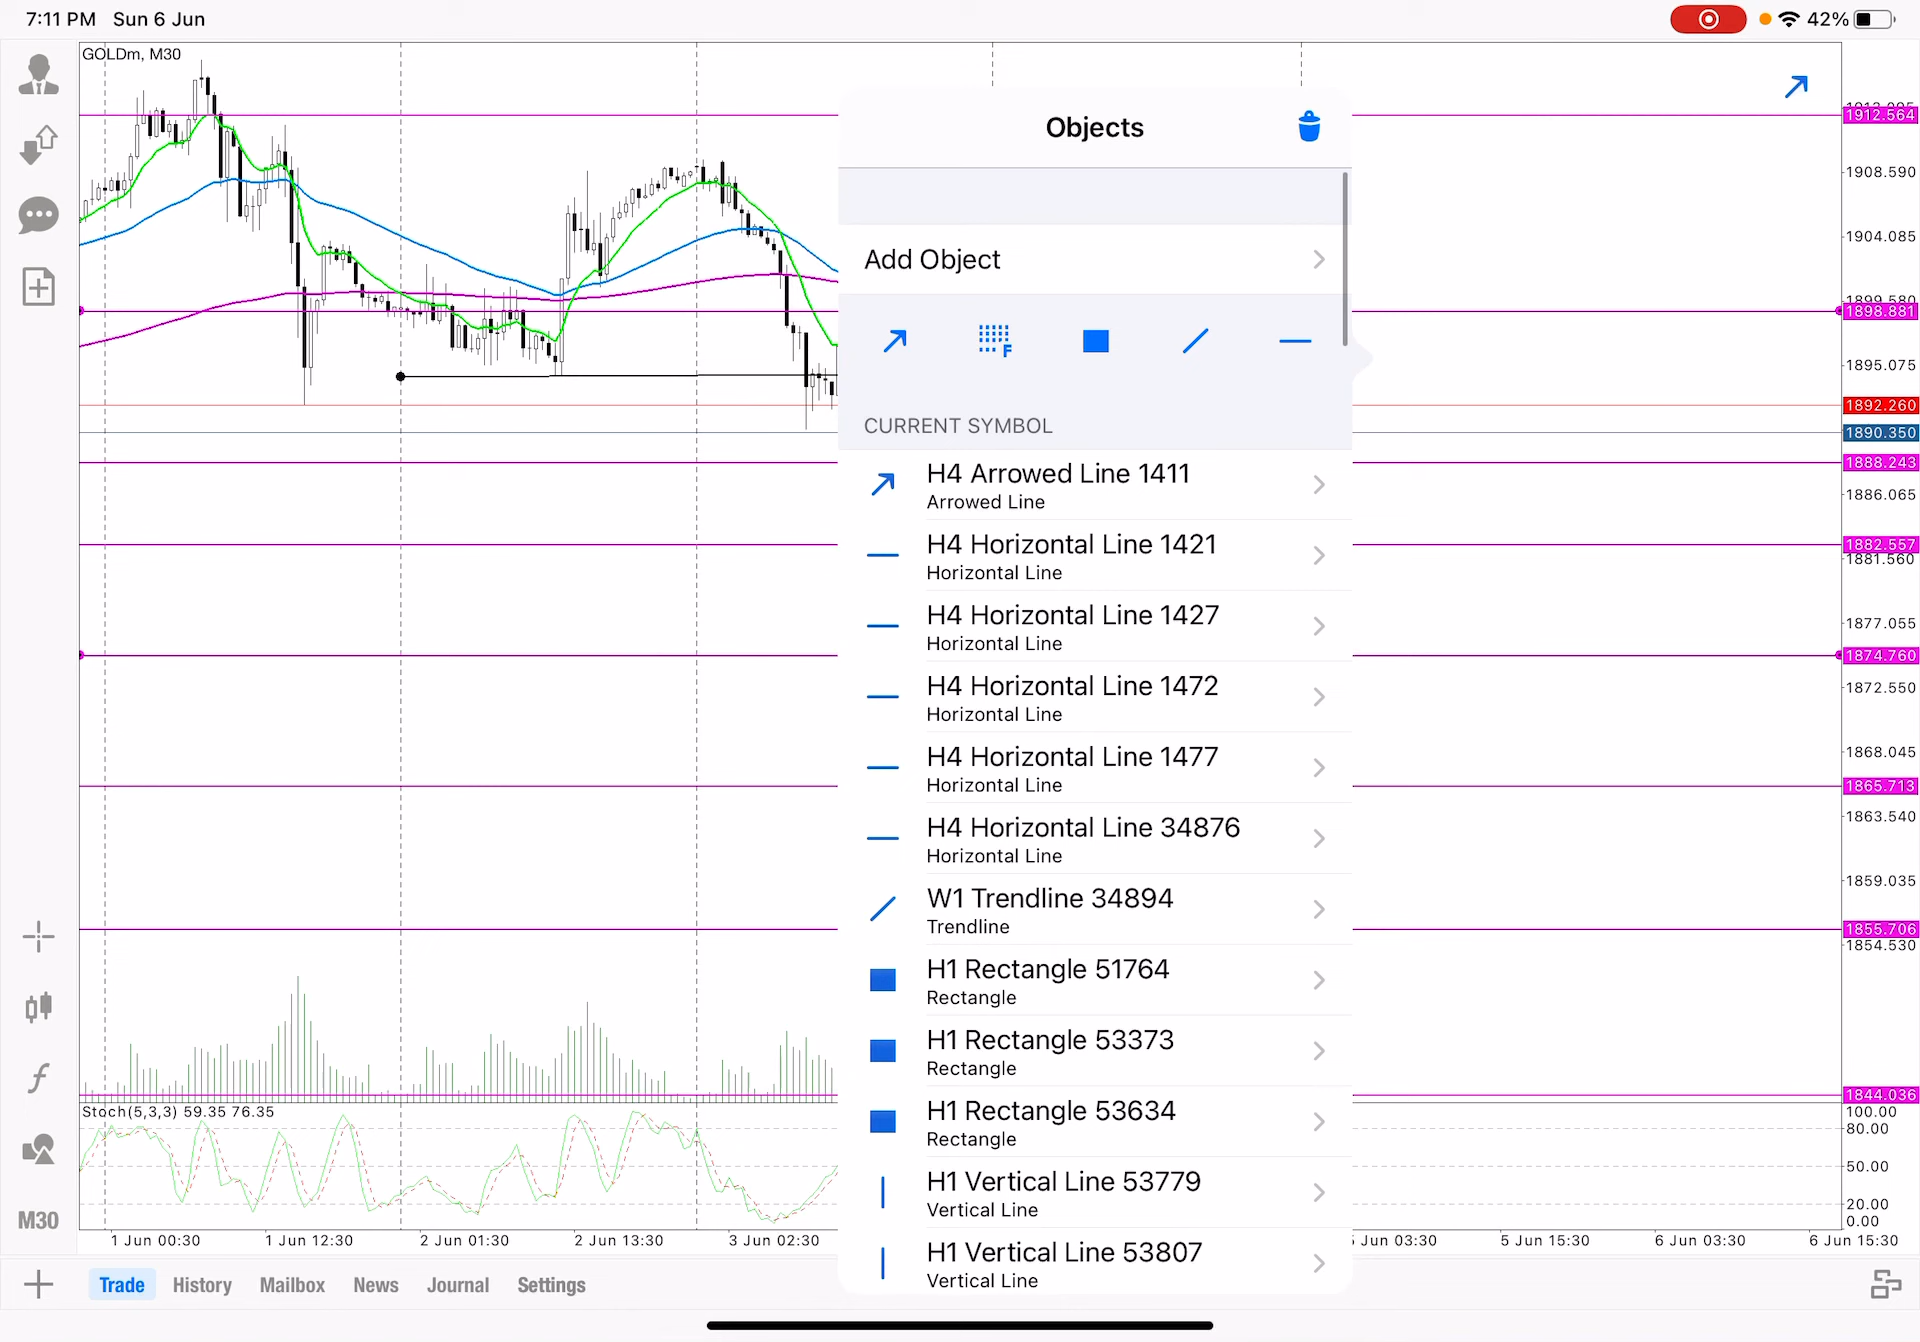 7:11 PM Sun 6 Jun
42%
GOLDm, M30
Objects
Add Object
F
CURRENT SYMBOL
H4 Arrowed Line 1411
Arrowed Line
H4 Horizontal Line 1421
Horizontal Line
H4 Horizontal Line 1427
Horizontal Line
H4 Horizontal Line 1472
Horizontal Line
H4 Horizontal Line 1477
Horizontal Line
H4 Horizontal Line 34876
Horizontal Line
W1 Trendline 34894
Trendline
H1 Rectangle 51764
Rectangle
H1 Rectangle 53373
Rectangle
H1 Rectangle 53634
Rectangle
H1 Vertical Line 53779
Vertical Line
H1 Vertical Line 53807
Vertical Line
1912.564
1908.590
1904.085
1899.580
1898.881
1895.075
1892.260
1890.350
1888.243
1886.065
1882.557
1881.560
1877.055
1874.760
1872.550
1868.045
1865.713
1863.540
1859.035
1855.706
1854.530
1844.036
100.00
80.00
50.00
20.00
0.00
Stoch(5,3,3) 59.35 76.35
M30
1 Jun 00:30
1 Jun 12:30
2 Jun 01:30
2 Jun 13:30
3 Jun 02:30
Jun 03:30
5 Jun 15:30
6 Jun 03:30
6 Jun 15:30
Trade
History
Mailbox
News
Journal
Settings